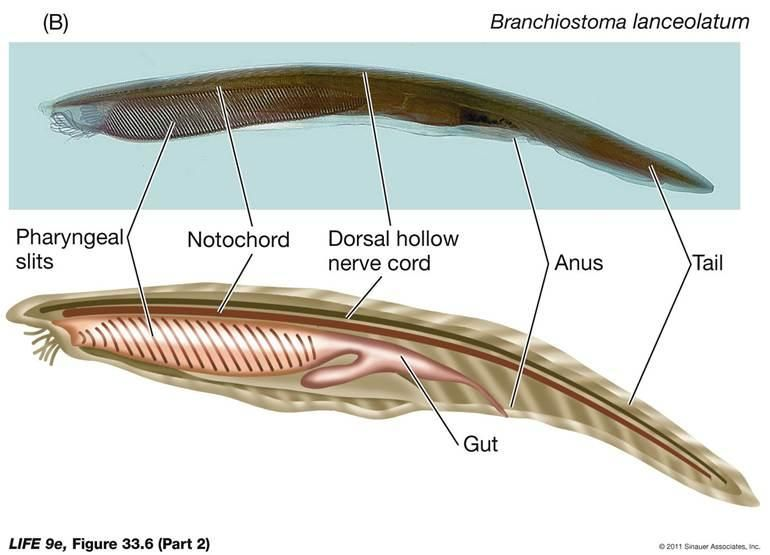 (B)
Branchiostoma lanceolatum
Pharyngeal
slits
Notochord
Dorsal hollow
nerve cord
Anus
Tail
Gut
LIFE 9e, Figure 33.6 (Part 2)
© 2011 Sinauer Associates, Inc.